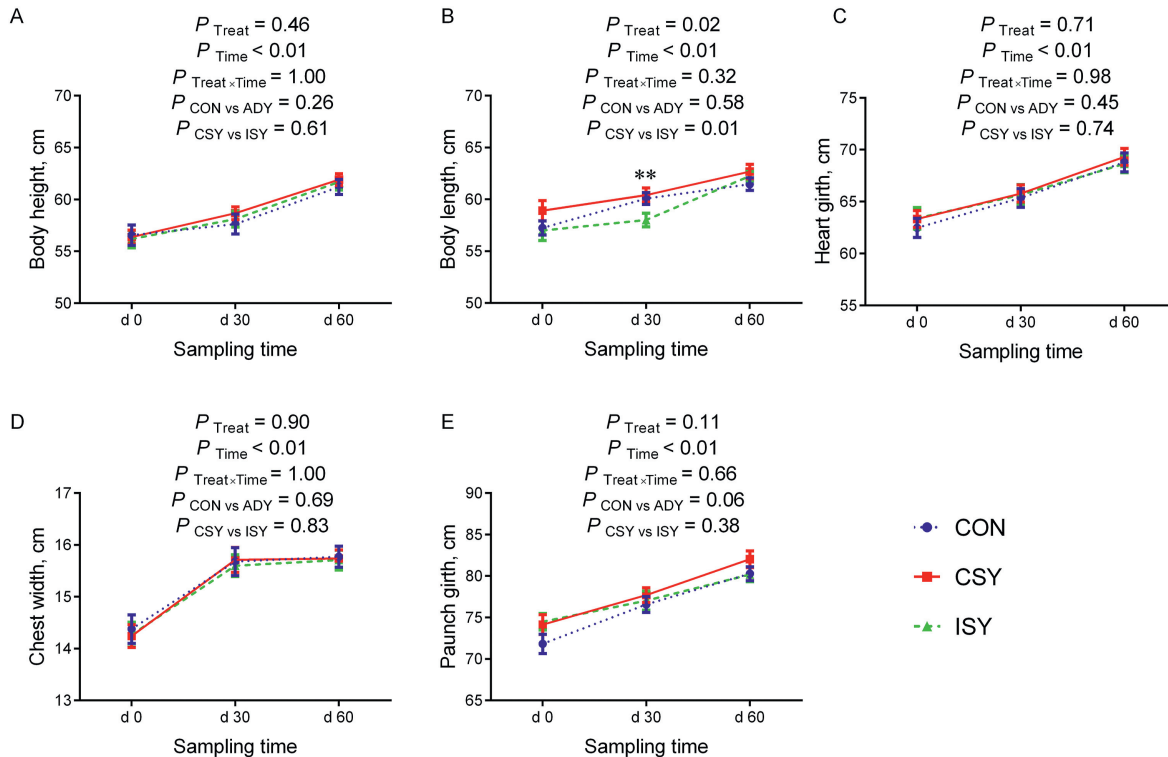 A
P Treat = 0.46
P Time < 0.01
P Treat ×Time = 1.00
P CON vs ADY = 0.26
P CSY vs ISY = 0.61
70
65
60
55
50
Body height, cm
d 0
d 30
d 60
Sampling time
B
P Treat = 0.02
P Time < 0.01
P Treat×Time = 0.32
P CON vs ADY = 0.58
P CSY vs ISY = 0.01
70
65
60
55
50
Body length, cm
**
d 0
d 30
d 60
Sampling time
C
P Treat = 0.71
P Time < 0.01
P Treat×Time = 0.98
P CON vs ADY = 0.45
P CSY vs ISY = 0.74
75
70
65
60
55
Heart girth, cm
d 0
d 30
d 60
Sampling time
D
P Treat = 0.90
P Time < 0.01
P Treat×Time = 1.00
P CON vs ADY = 0.69
P CSY vs ISY = 0.83
17
16
15
14
13
Chest width, cm
d 0
d 30
d 60
Sampling time
E
P Treat = 0.11
P Time < 0.01
P Treat×Time = 0.66
P CON vs ADY = 0.06
P CSY vs ISY = 0.38
90
85
80
75
70
65
Paunch girth, cm
d 0
d 30
d 60
Sampling time
CON
CSY
ISY